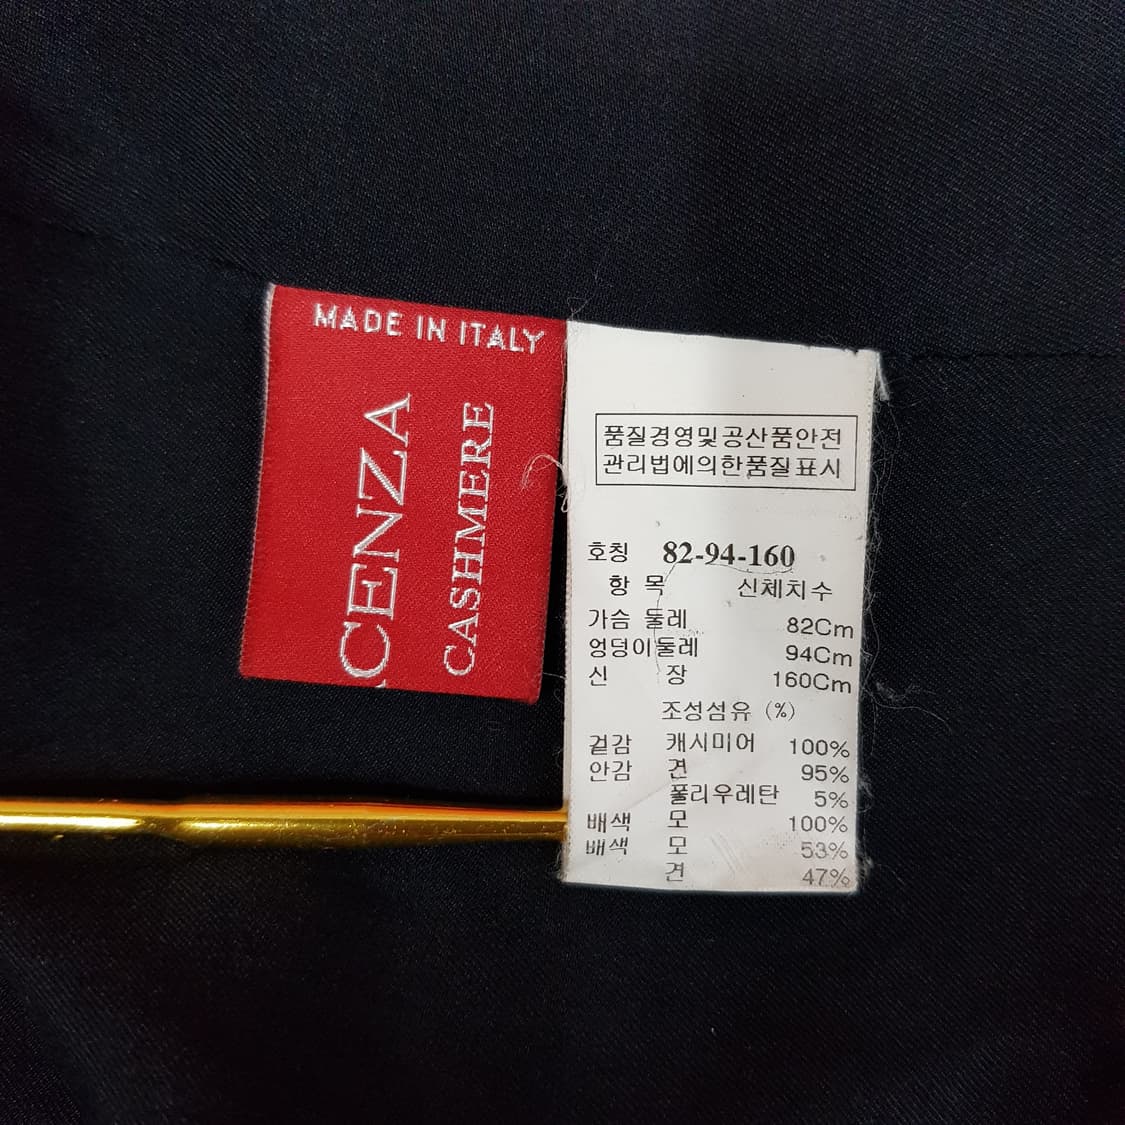 MADE IN ITALY
CENZA
CASHMERE
품질경영및공산품안전
관리법에의한품질표시
호칭 82-94-160
항 목 신체치수
가슴 둘레 82Cm
엉덩이둘레 94Cm
신 장 160Cm
조성섬유 (%)
겉감 캐시미어 100%
안감 견 95%
폴리우레탄 5%
배색 모 100%
배색 모 53%
견 47%